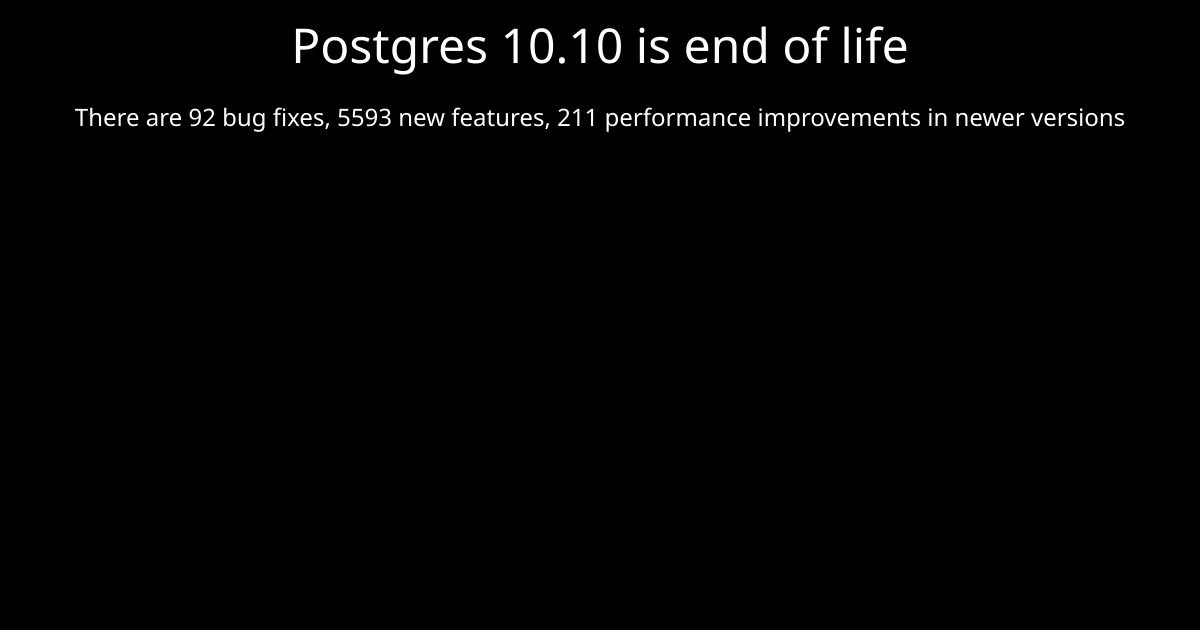 Postgres 10.10 is end of life
There are 92 bug fixes, 5593 new features, 211 performance improvements in newer versions